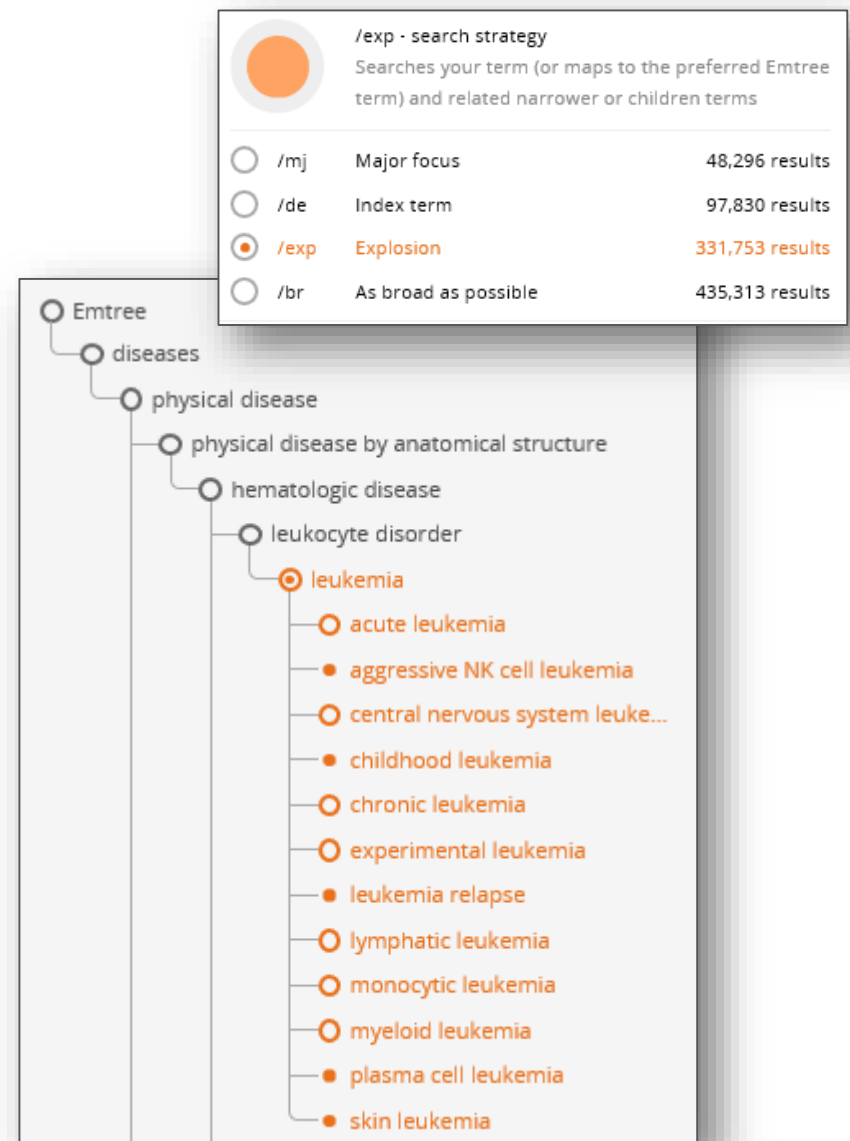 /exp - search strategy
Searches your term (or maps to the preferred Emtree
term) and related narrower or children terms
/mj Major focus 48,296 results
/de Index term 97,830 results
/exp Explosion 331,753 results
/br As broad as possible 435,313 results
Emtree
diseases
physical disease
physical disease by anatomical structure
hematologic disease
leukocyte disorder
leukemia
acute leukemia
aggressive NK cell leukemia
central nervous system leuke...
childhood leukemia
chronic leukemia
experimental leukemia
leukemia relapse
lymphatic leukemia
monocytic leukemia
myeloid leukemia
plasma cell leukemia
skin leukemia